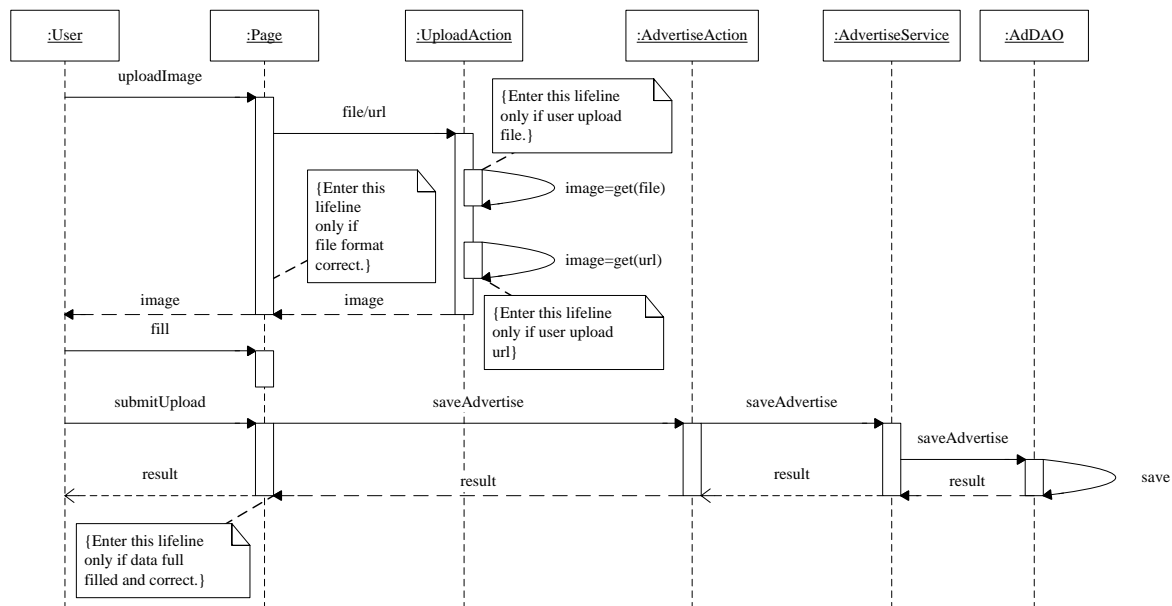 :User
:Page
:UploadAction
:AdvertiseAction
:AdvertiseService
:AdDAO
uploadImage
{Enter this lifeline
only if user upload
file.}
file/url
{Enter this
lifeline
only if
file format
correct.}
image=get(file)
image=get(url)
image
image
{Enter this lifeline
only if user upload
url}
fill
submitUpload
saveAdvertise
saveAdvertise
saveAdvertise
result
result
result
result
save
{Enter this lifeline
only if data full
filled and correct.}